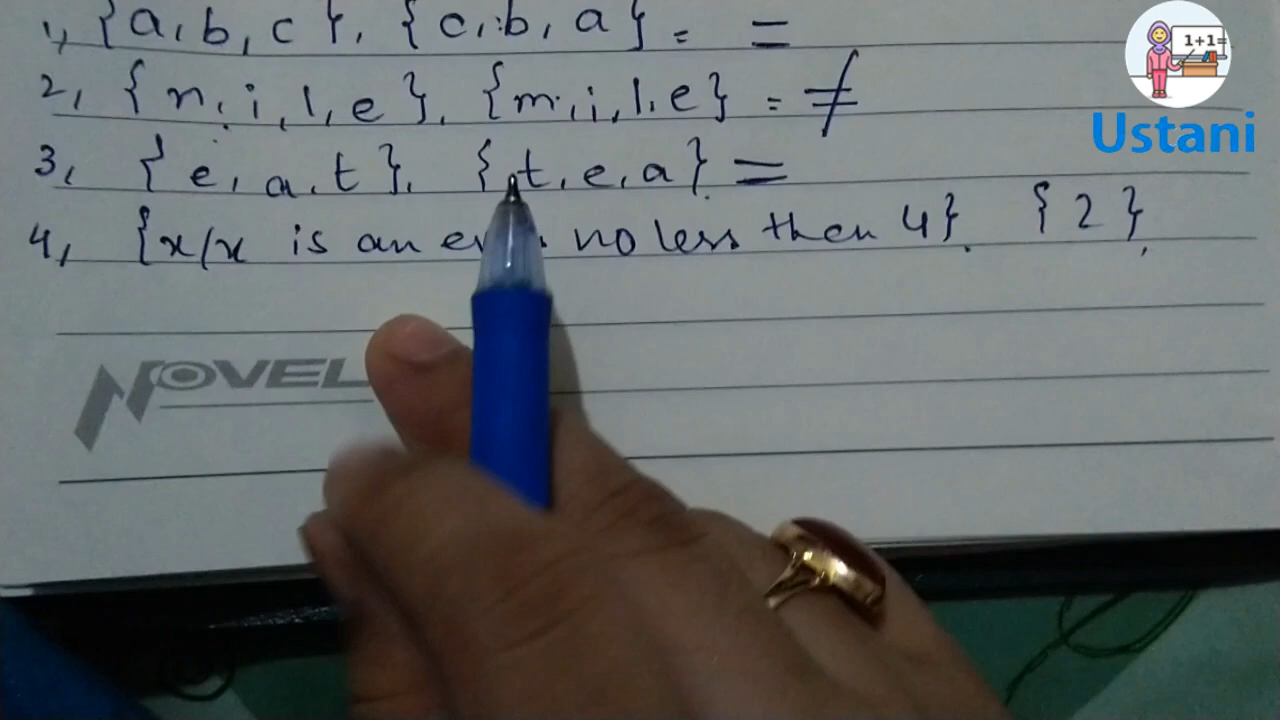 1, {a, b, c}, {c, b, a} = =
2, {n, i, l, e}, {m, i, l, e} = ≠
3, {e, a, t}, {t, e, a} =
4, {x/x is an no less then 4}, {2},
NOVEL
1+1=
Ustani